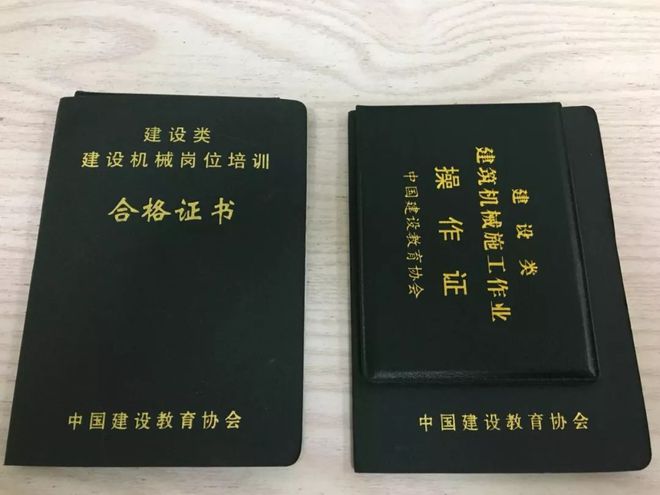 建设类
建设机械岗位培训
合格证书
中国建设教育协会
建设类
建筑机械施工作业
操作证
中国建设教育协会
中国建设教育协会